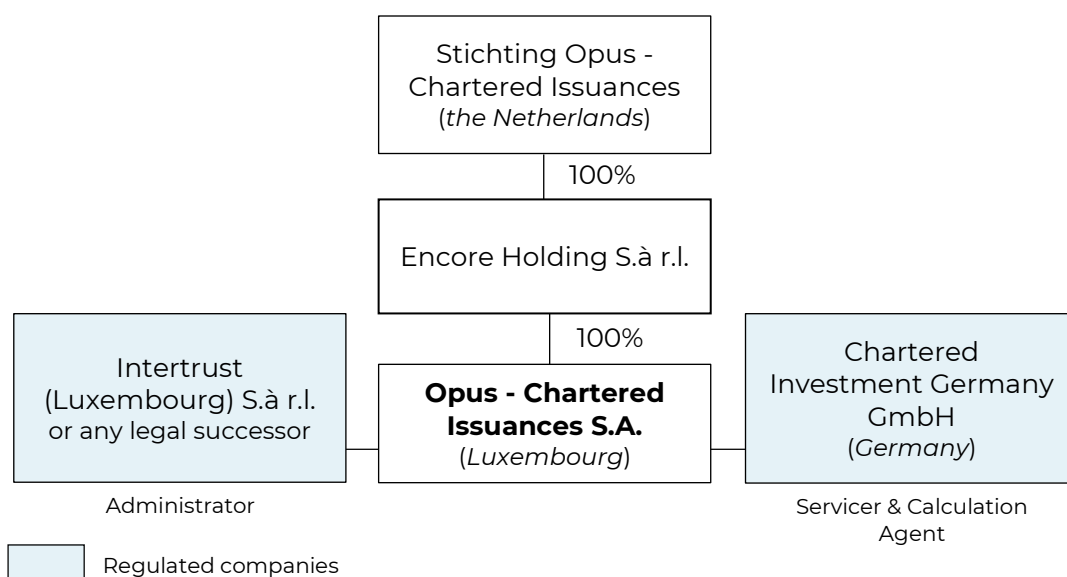 Stichting Opus -
Chartered Issuances
(the Netherlands)
100%
Encore Holding S.à r.l.
100%
Intertrust
(Luxembourg) S.à r.l.
or any legal successor
Administrator
Opus - Chartered
Issuances S.A.
(Luxembourg)
Chartered
Investment Germany
GmbH
(Germany)
Servicer & Calculation
Agent
Regulated companies